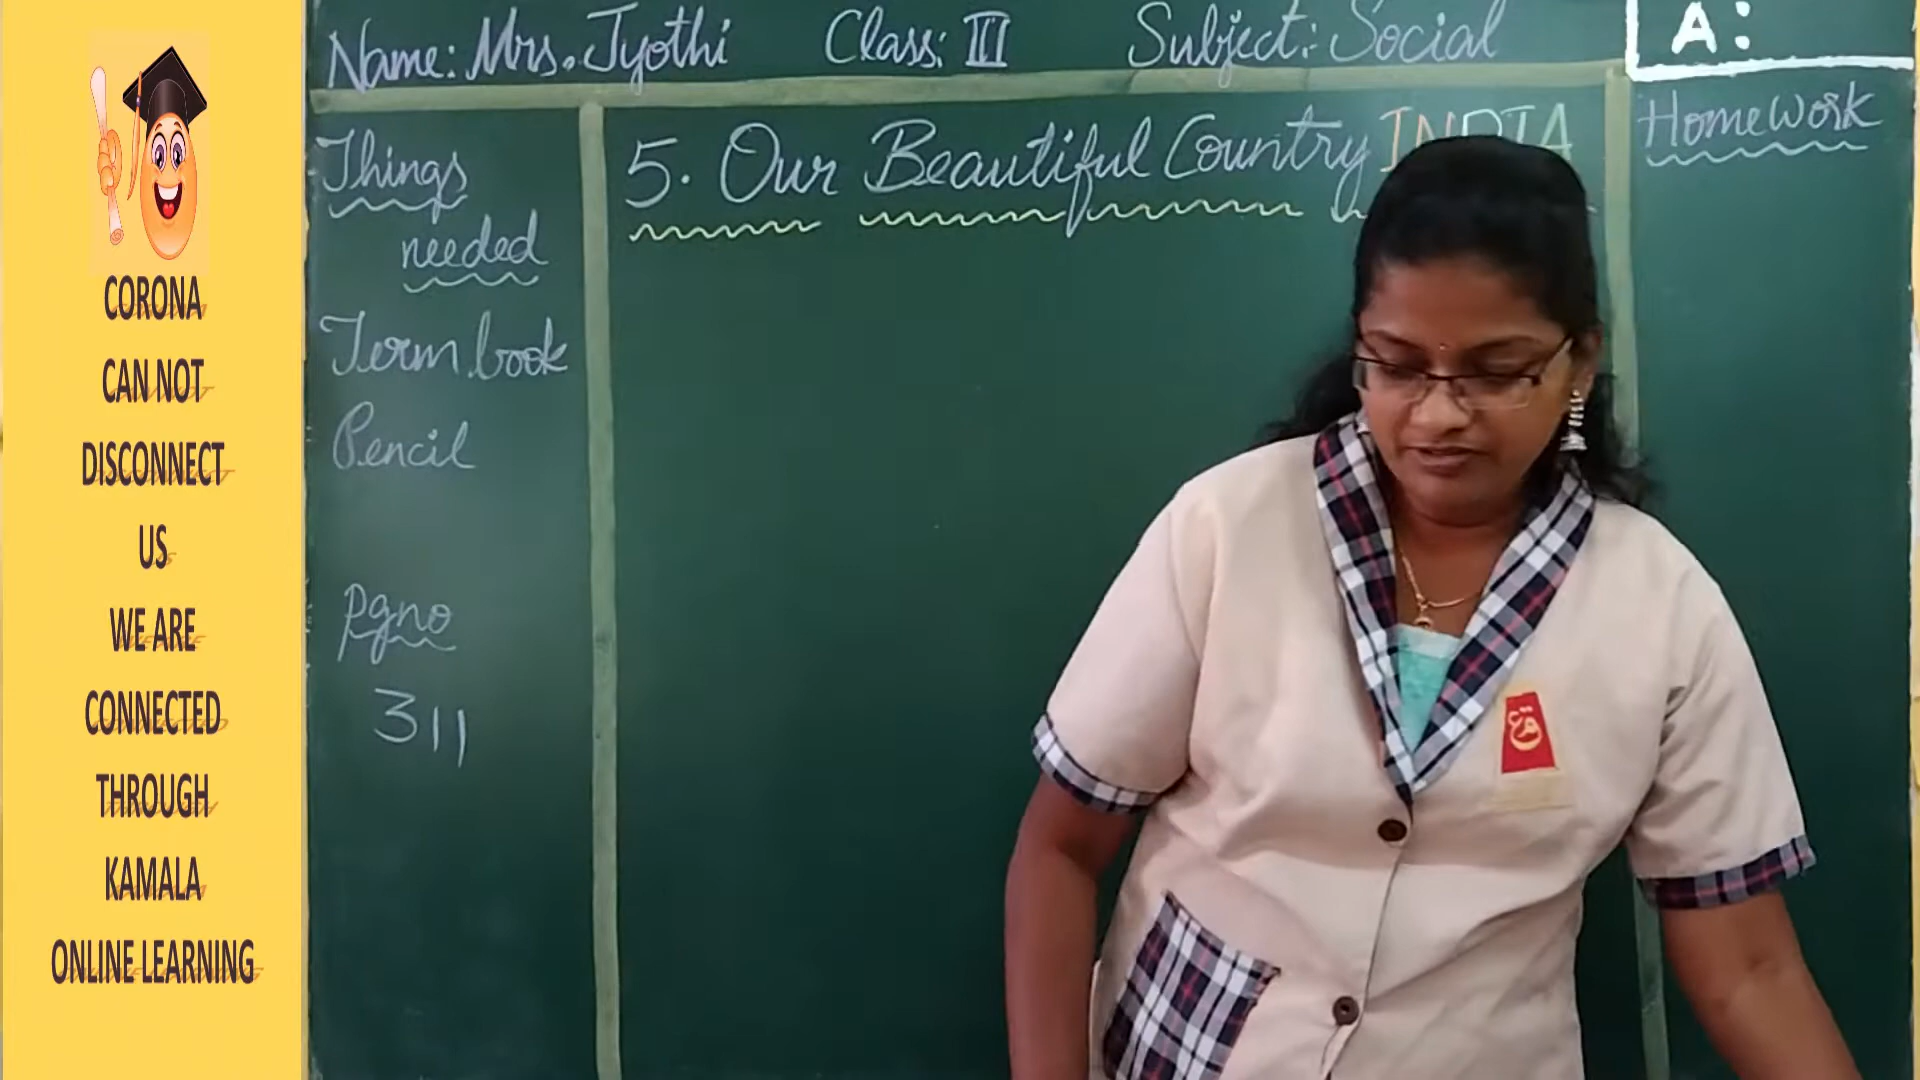 CORONA
CAN NOT
DISCONNECT
US
WE ARE
CONNECTED
THROUGH
KAMALA
ONLINE LEARNING
Name: Mrs. Jyothi Class: III Subject:- Social
A:
Things
needed
Term book
Pencil
Pgno
311
5. Our Beautiful Country INDIA
HomeWork